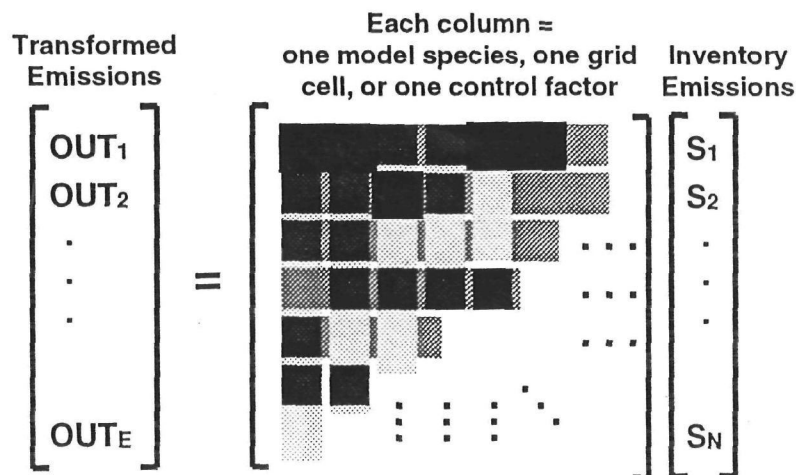 Each column =
one model species, one grid
cell, or one control factor
Transformed
Emissions
Inventory
Emissions
OUT1
OUT2
.
.
.
OUTE
=
S1
S2
.
.
.
SN